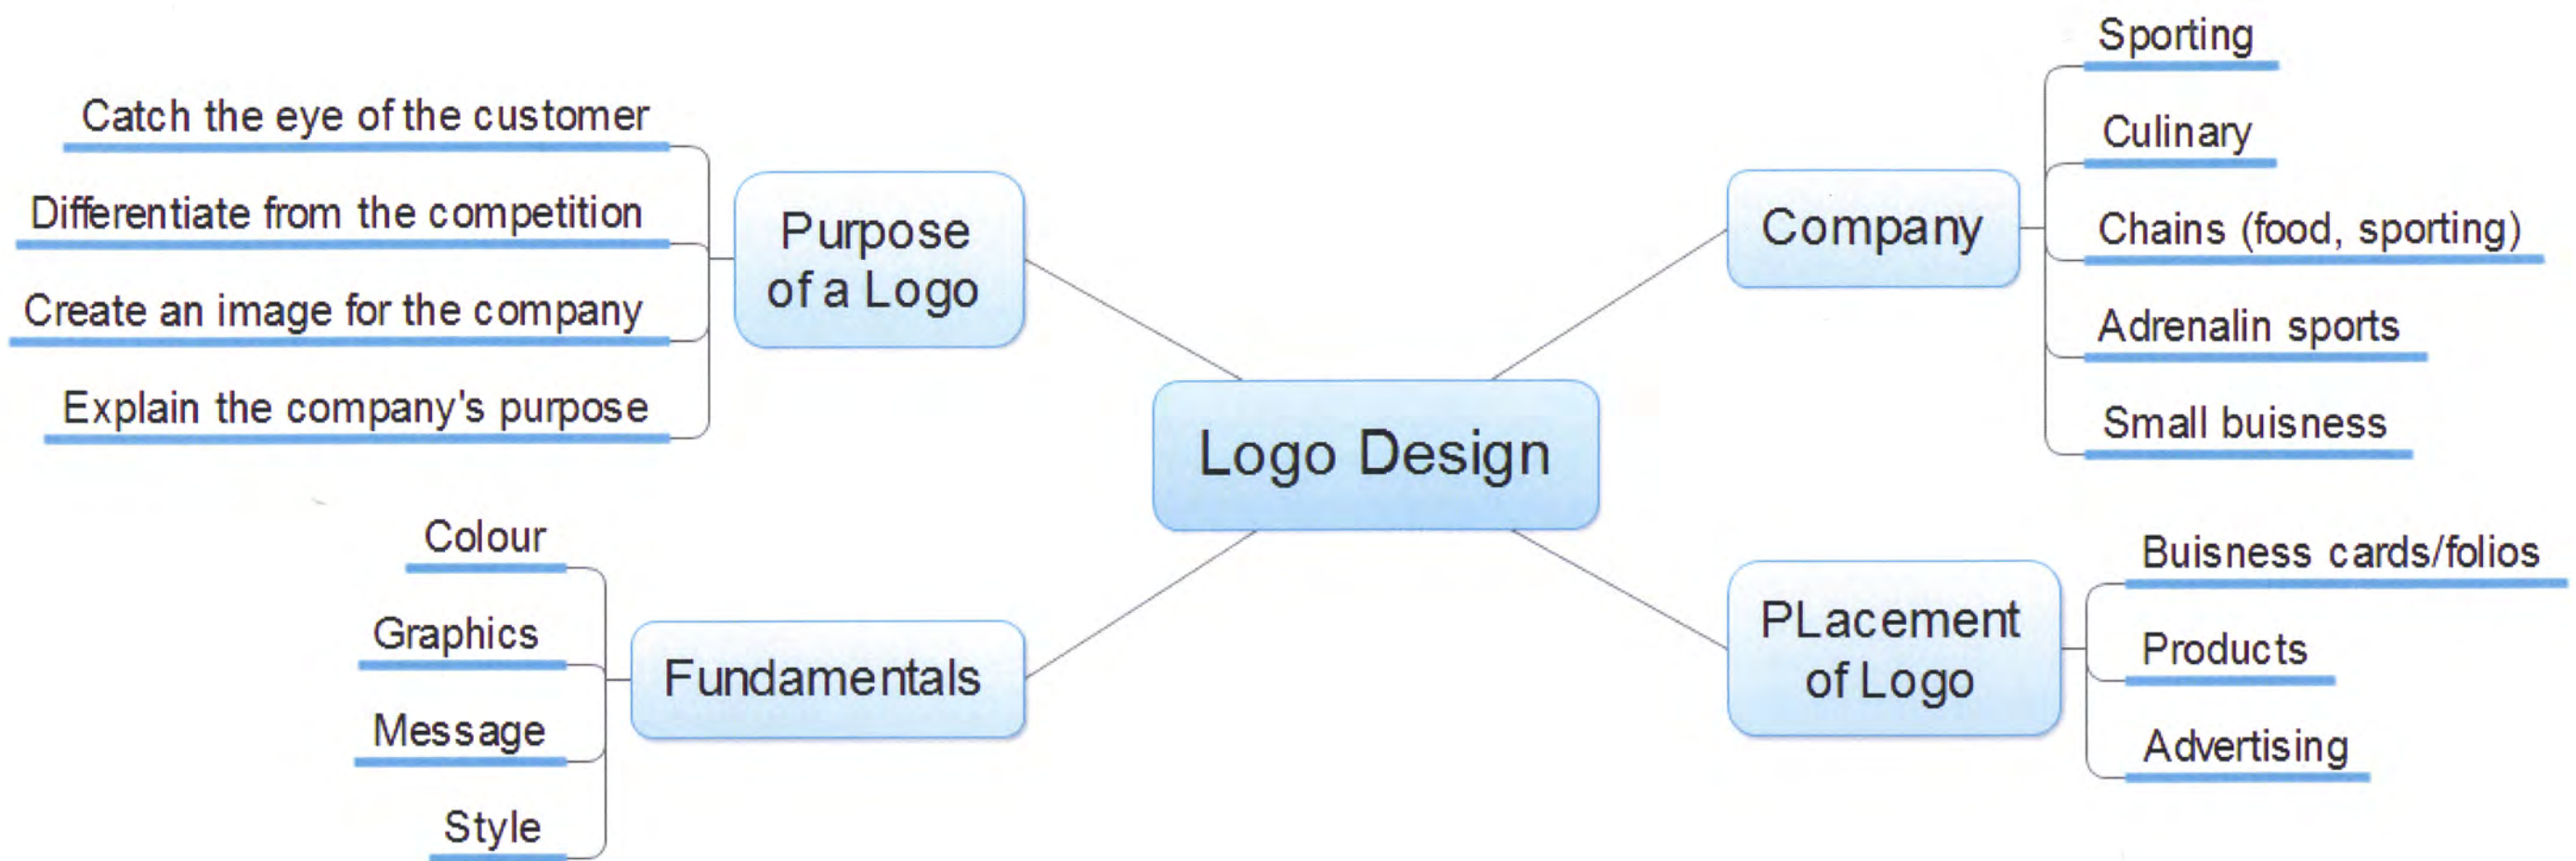 Catch the eye of the customer
Differentiate from the competition
Create an image for the company
Explain the company's purpose
Purpose
of a Logo
Colour
Graphics
Message
Style
Fundamentals
Logo Design
Company
Sporting
Culinary
Chains (food, sporting)
Adrenalin sports
Small buisness
PLacement
of Logo
Buisness cards/folios
Products
Advertising